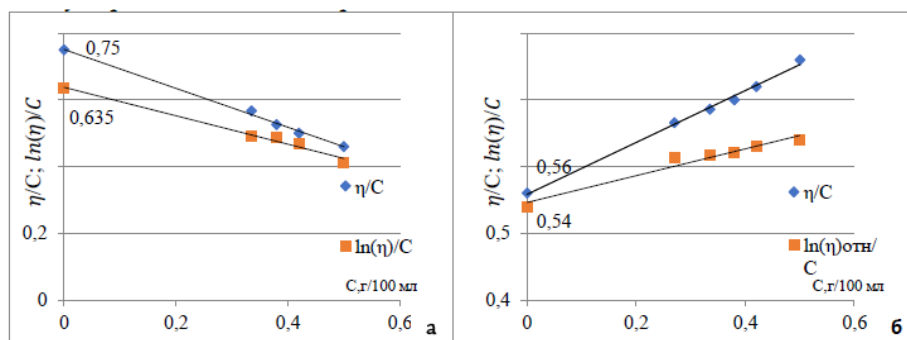 0,75
0,635
η/C; ln(η)/C
η/C
0,2
ln(η)/C
С,г/100 мл
0
0
0,2
0,4
0,6
а
η/C; ln(η)/C
0,56
0,54
η/C
0,5
ln(η)отн/
C
С,г/100 мл
0,4
0
0,2
0,4
0,6
б